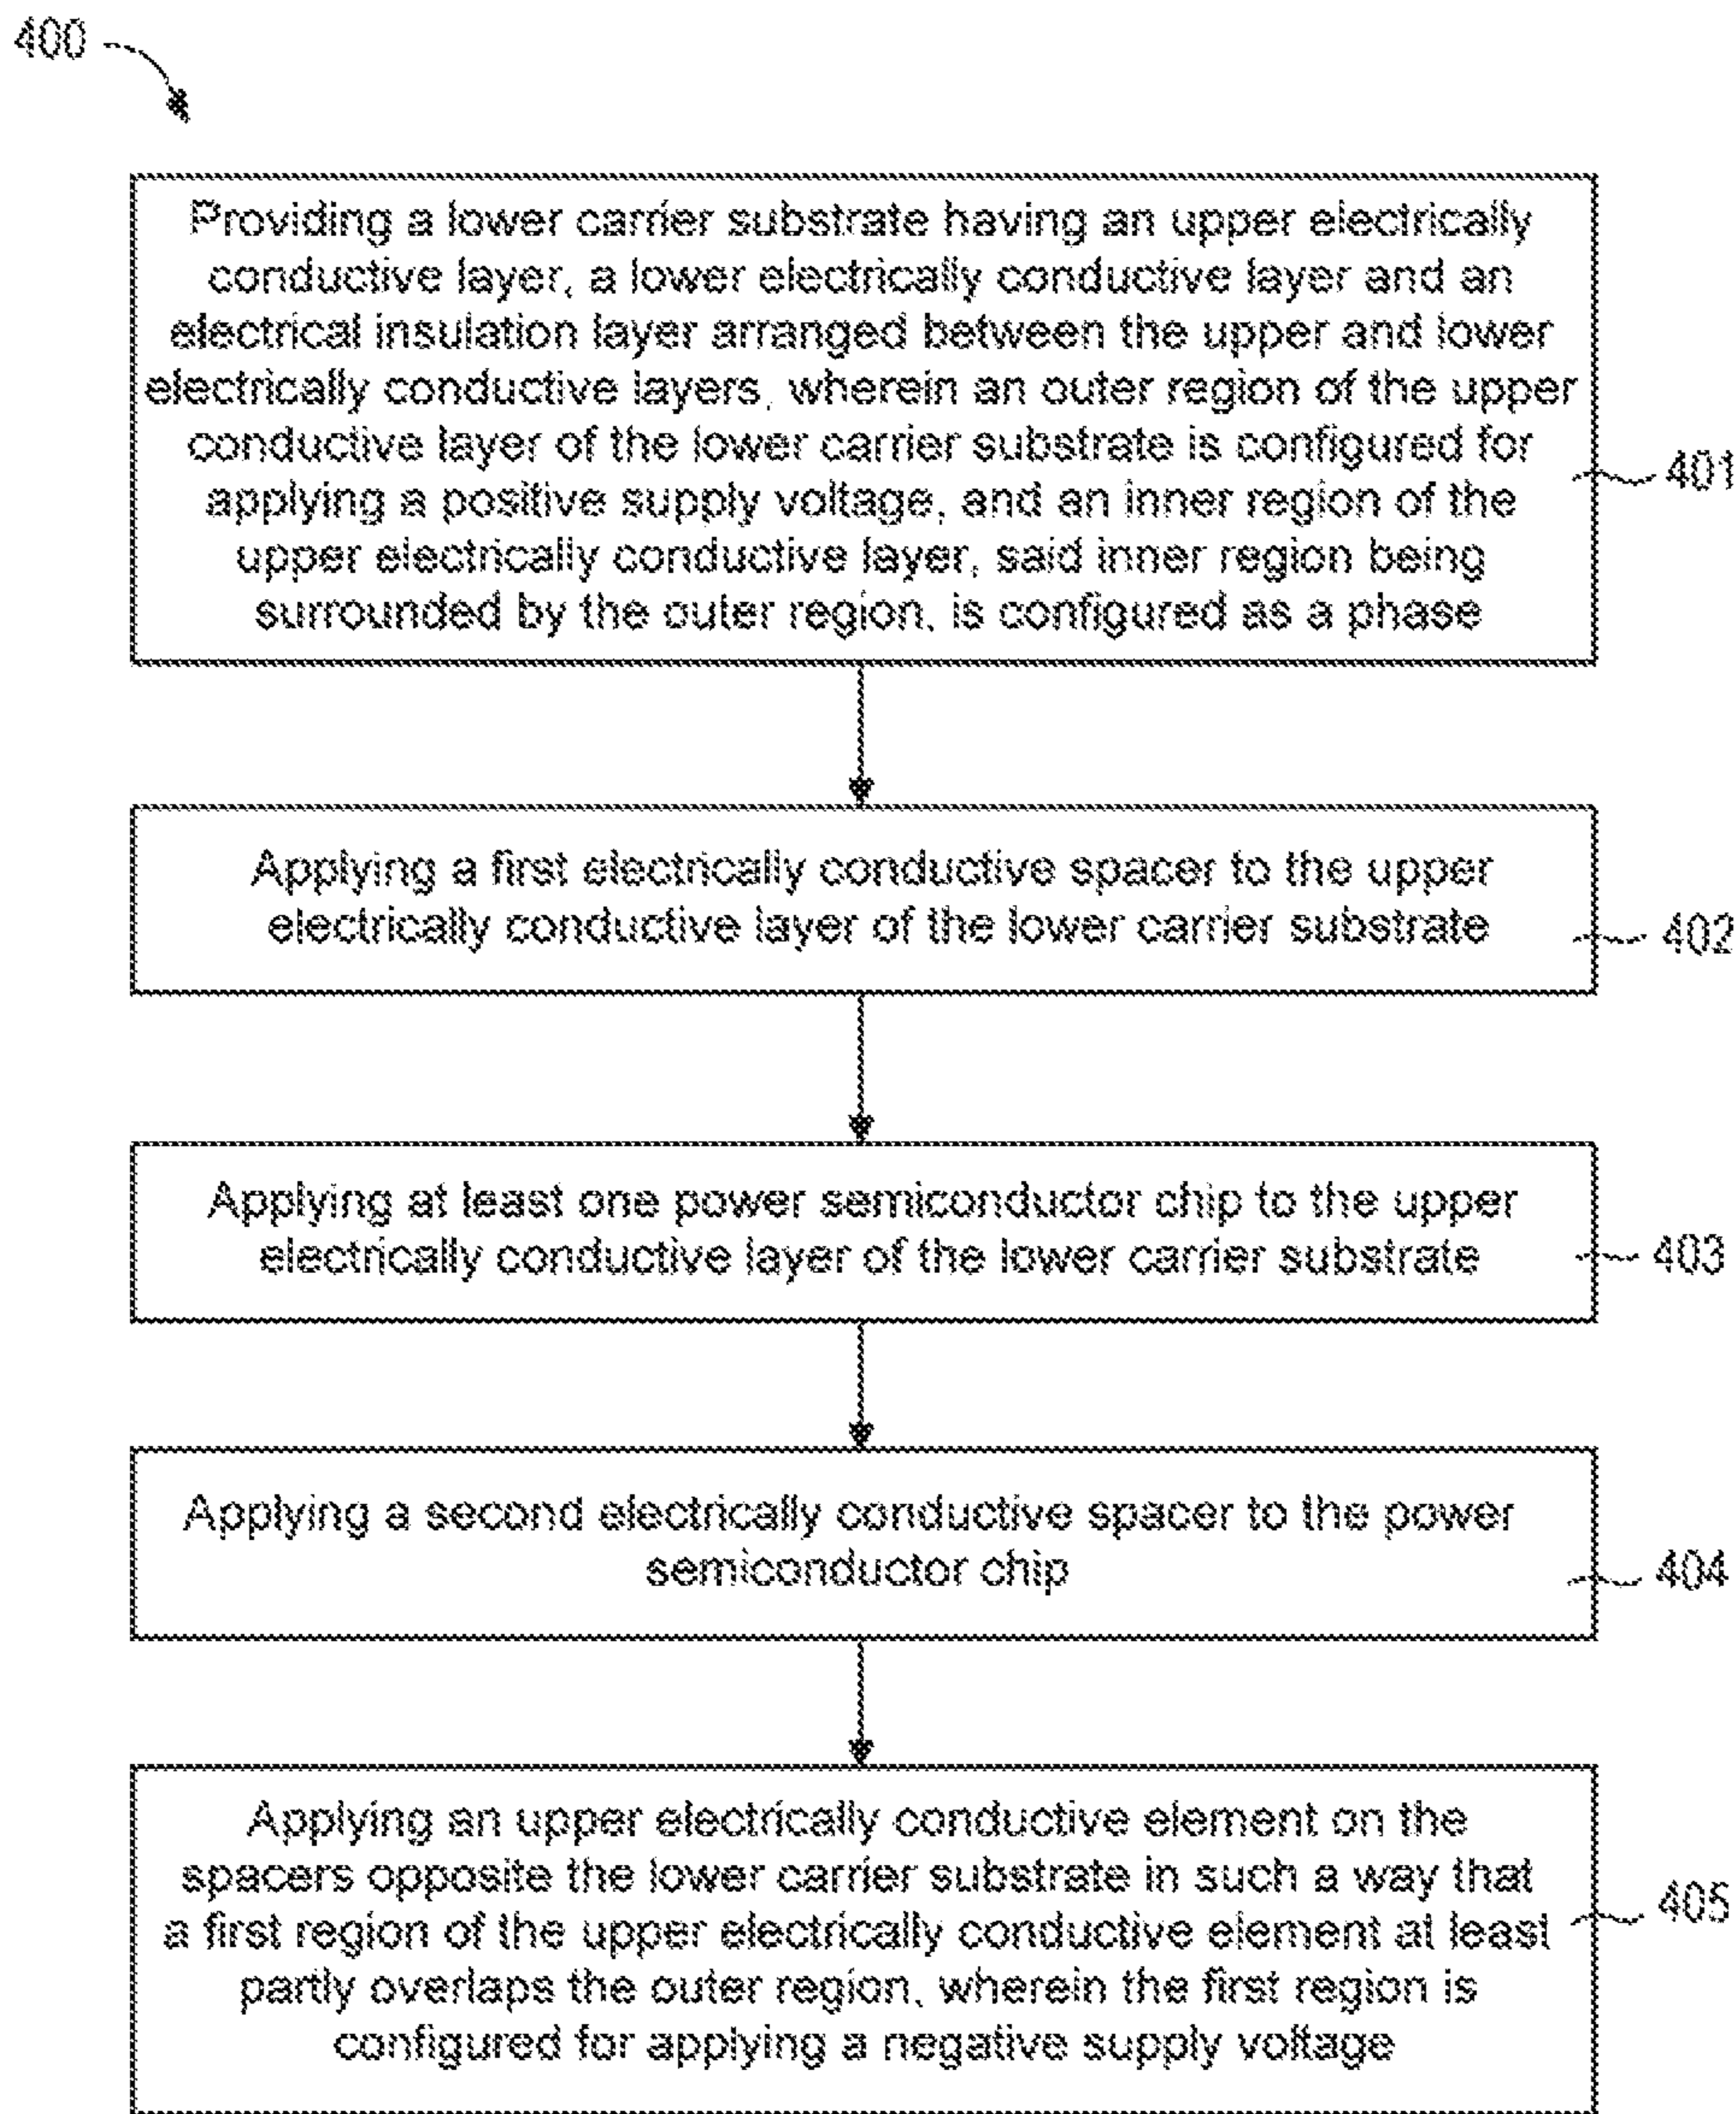 400
Providing a lower carrier substrate having an upper electrically
conductive layer, a lower electrically conductive layer and an
electrical insulation layer arranged between the upper and lower
electrically conductive layers, wherein an outer region of the upper
conductive layer of the lower carrier substrate is configured for
applying a positive supply voltage, and an inner region of the
upper electrically conductive layer, said inner region being
surrounded by the outer region, is configured as a phase
401
Applying a first electrically conductive spacer to the upper
electrically conductive layer of the lower carrier substrate
402
Applying at least one power semiconductor chip to the upper
electrically conductive layer of the lower carrier substrate
403
Applying a second electrically conductive spacer to the power
semiconductor chip
404
Applying an upper electrically conductive element on the
spacers opposite the lower carrier substrate in such a way that
a first region of the upper electrically conductive element at least
partly overlaps the outer region, wherein the first region is
configured for applying a negative supply voltage
405